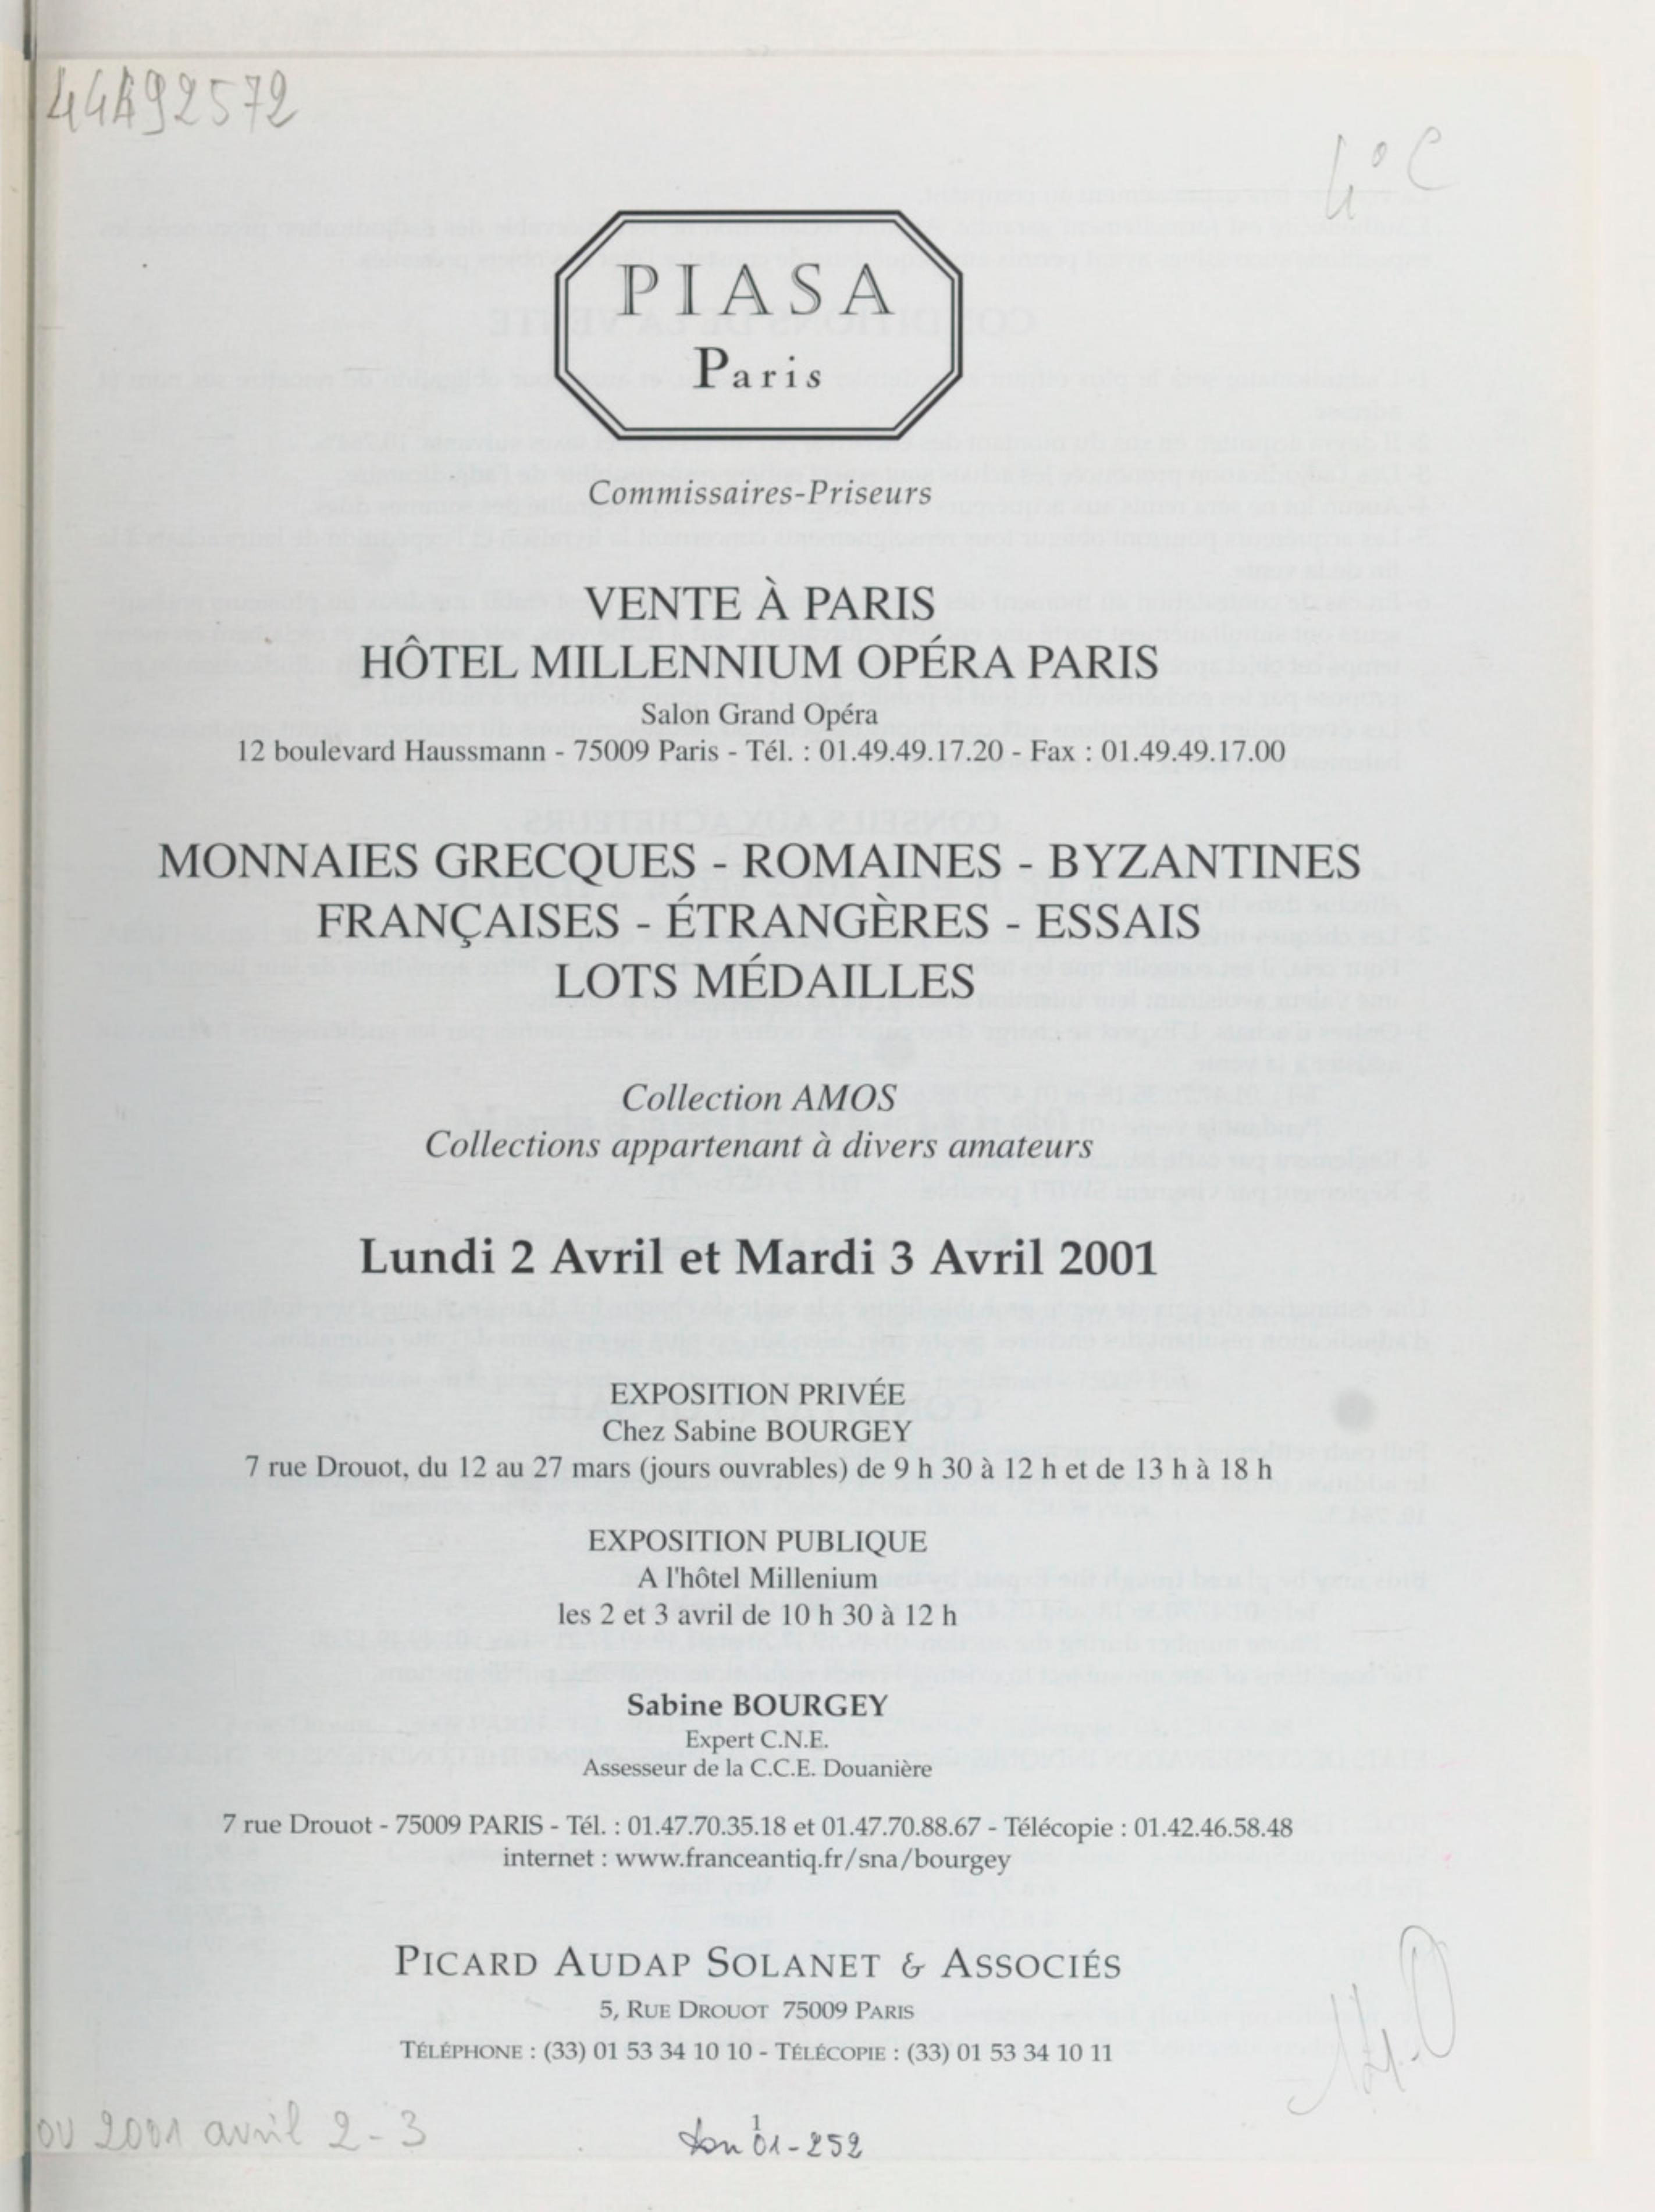 44A92572
4° C
PIASA
Paris
Commissaires-Priseurs
VENTE À PARIS
HÔTEL MILLENNIUM OPÉRA PARIS
Salon Grand Opéra
12 boulevard Haussmann - 75009 Paris - Tél. : 01.49.49.17.20 - Fax : 01.49.49.17.00
MONNAIES GRECQUES - ROMAINES - BYZANTINES
FRANÇAISES - ÉTRANGÈRES - ESSAIS
LOTS MÉDAILLES
Collection AMOS
Collections appartenant à divers amateurs
Lundi 2 Avril et Mardi 3 Avril 2001
EXPOSITION PRIVÉE
Chez Sabine BOURGEY
7 rue Drouot, du 12 au 27 mars (jours ouvrables) de 9 h 30 à 12 h et de 13 h à 18 h
EXPOSITION PUBLIQUE
A l'hôtel Millenium
les 2 et 3 avril de 10 h 30 à 12 h
Sabine BOURGEY
Expert C.N.E.
Assesseur de la C.C.E. Douanière
7 rue Drouot - 75009 PARIS - Tél. : 01.47.70.35.18 et 01.47.70.88.67 - Télécopie : 01.42.46.58.48
internet : www.franceantiq.fr/sna/bourgey
PICARD AUDAP SOLANET & ASSOCIÉS
5, RUE DROUOT 75009 PARIS
TÉLÉPHONE : (33) 01 53 34 10 10 - TÉLÉCOPIE : (33) 01 53 34 10 11
2001 avril 2-3
1
don 01-252